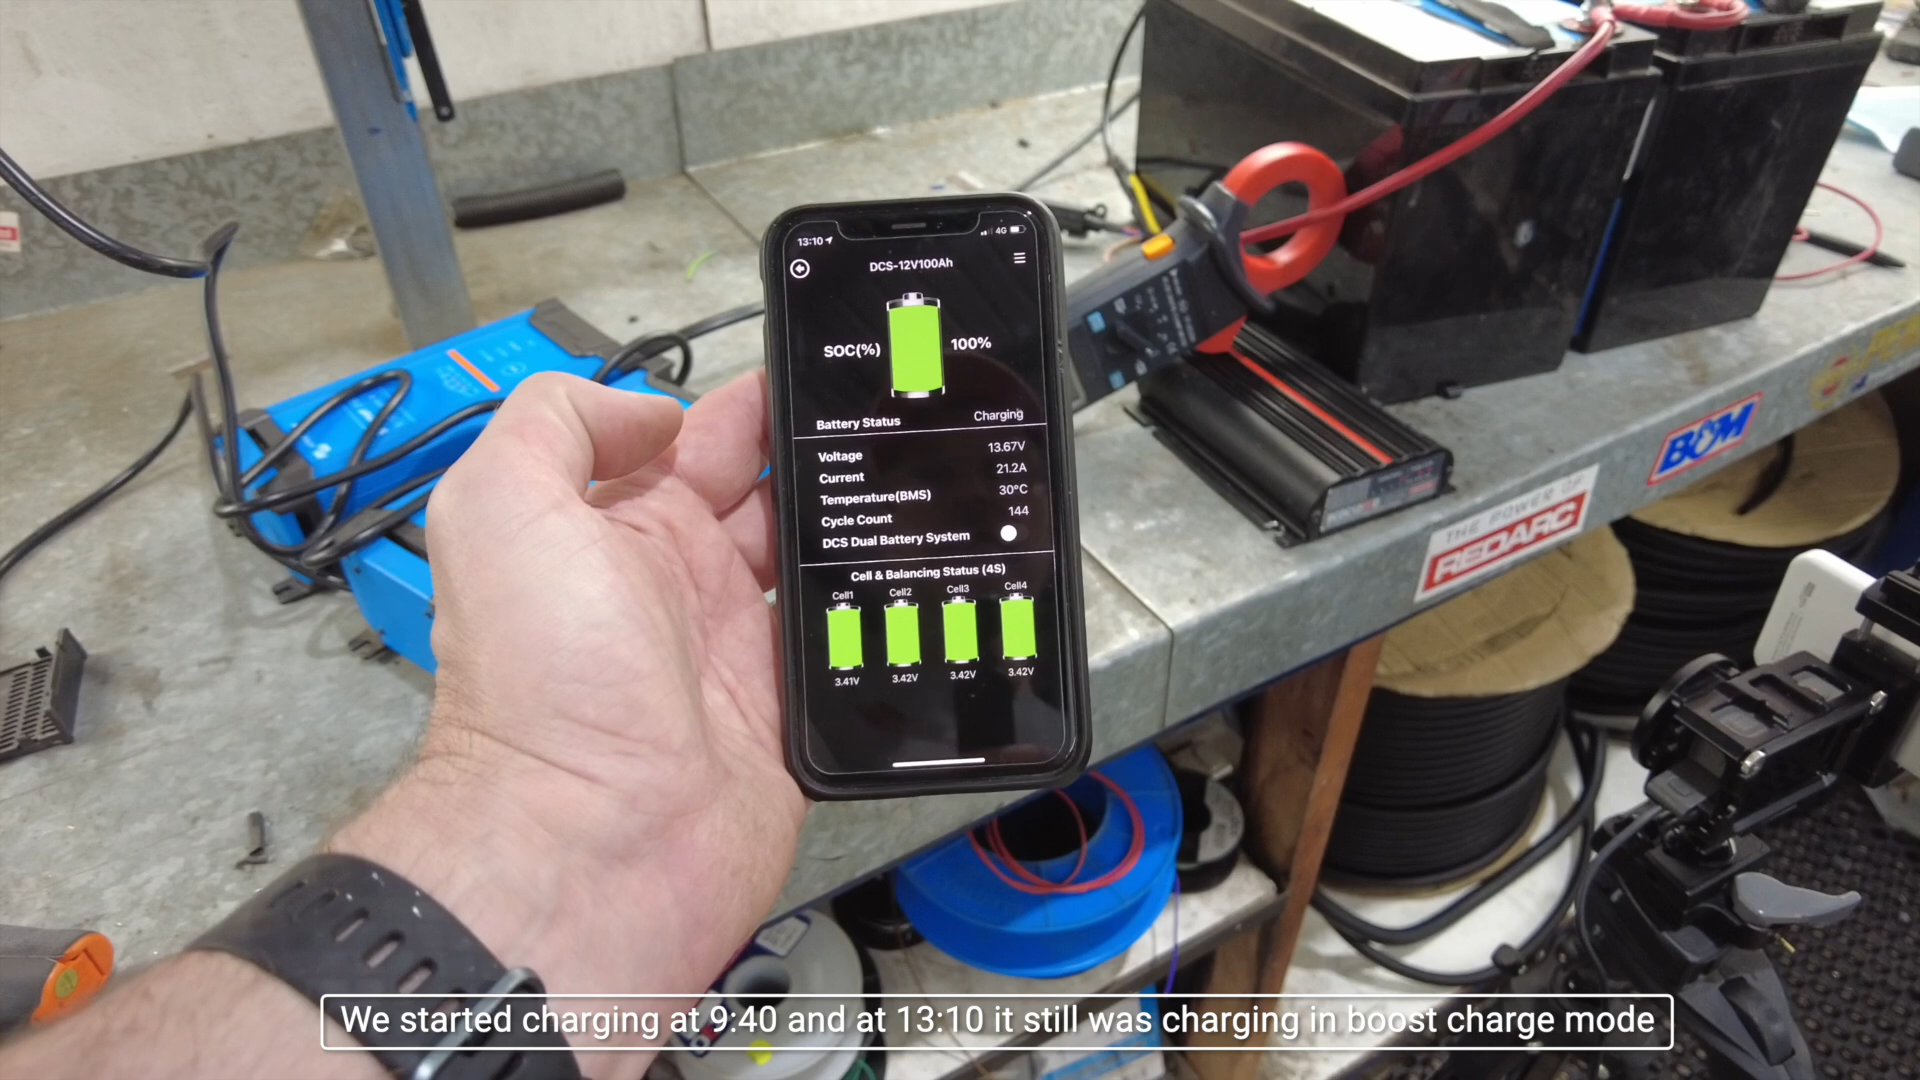 13:10
4G
DCS-12V100Ah
SOC(%)
100%
Battery Status
Charging
Voltage
13.67V
Current
21.2A
Temperature(BMS)
30°C
Cycle Count
144
DCS Dual Battery System
Cell & Balancing Status (4S)
Cell1
Cell2
Cell3
Cell4
3.41V
3.42V
3.42V
3.42V
B&M
THE POWER OF
REDARC
We started charging at 9:40 and at 13:10 it still was charging in boost charge mode